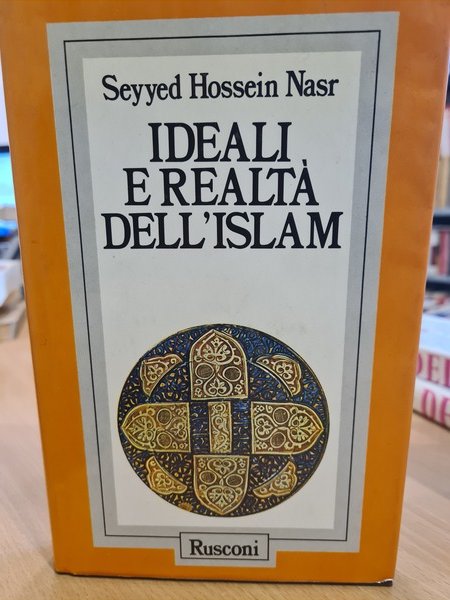 Seyyed Hossein Nasr
IDEALI
E REALTÀ
DELL'ISLAM
Rusconi